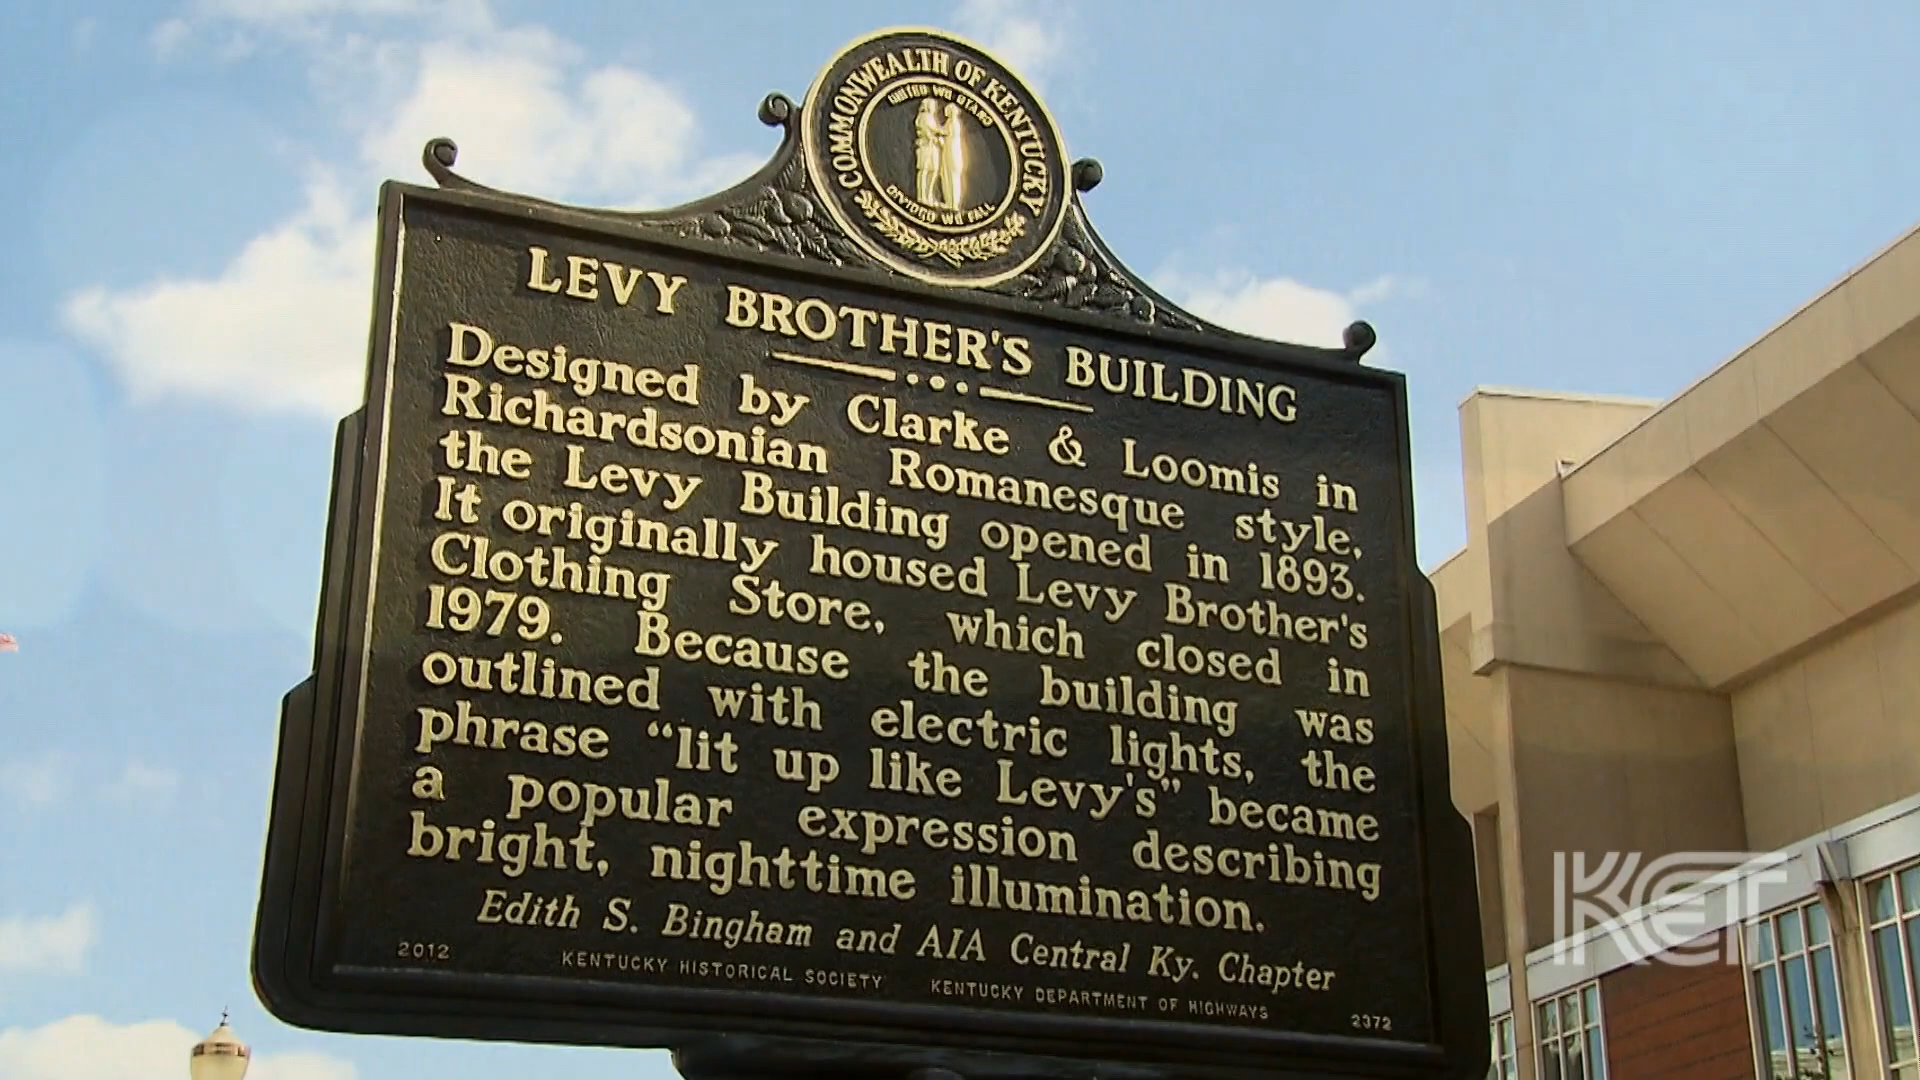 COMMONWEALTH OF KENTUCKY
UNITED WE STAND
DIVIDED WE FALL
LEVY BROTHER'S BUILDING
Designed by Clarke & Loomis in
Richardsonian Romanesque style,
the Levy Building opened in 1893.
It originally housed Levy Brother's
Clothing Store, which closed in
1979. Because the building was
outlined with electric lights, the
phrase “lit up like Levy's” became
a popular expression describing
bright, nighttime illumination.
Edith S. Bingham and AIA Central Ky. Chapter
2012 KENTUCKY HISTORICAL SOCIETY KENTUCKY DEPARTMENT OF HIGHWAYS 2372
KET